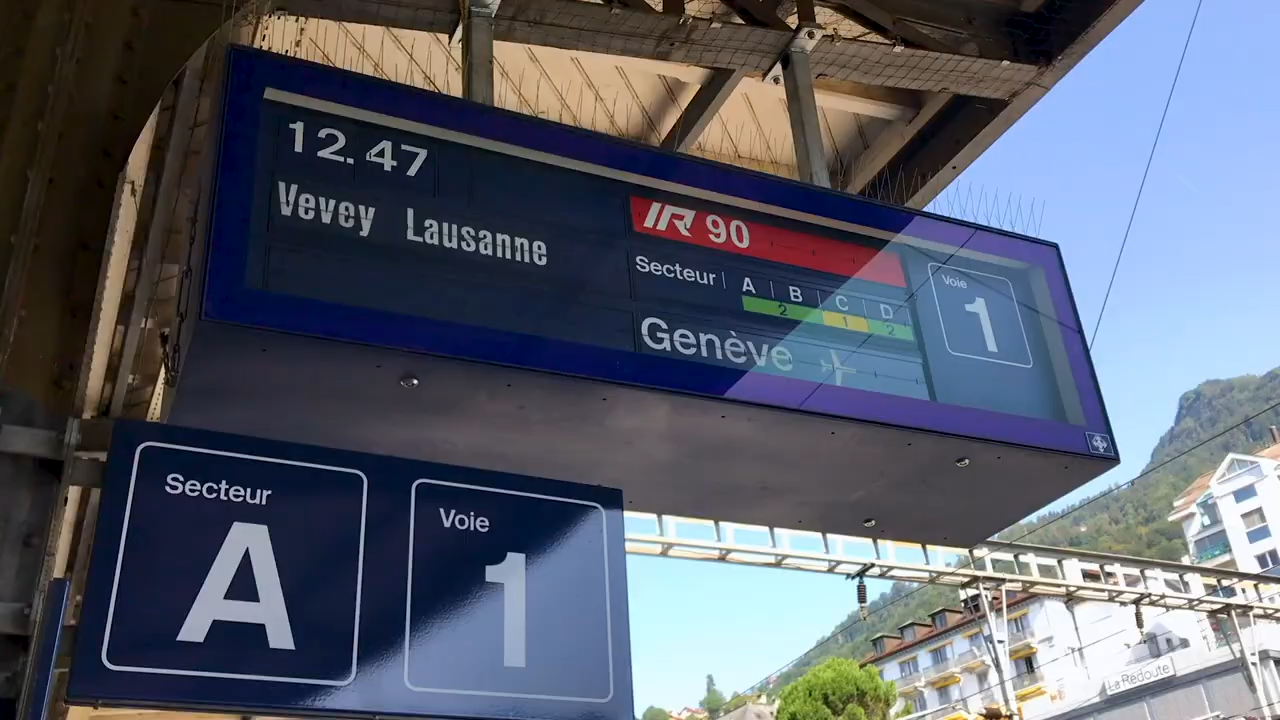 12.47
Vevey Lausanne
IR 90
Secteur A B C D
2 1 2
Genève
Voie
1
Secteur
A
Voie
1
La Redoute